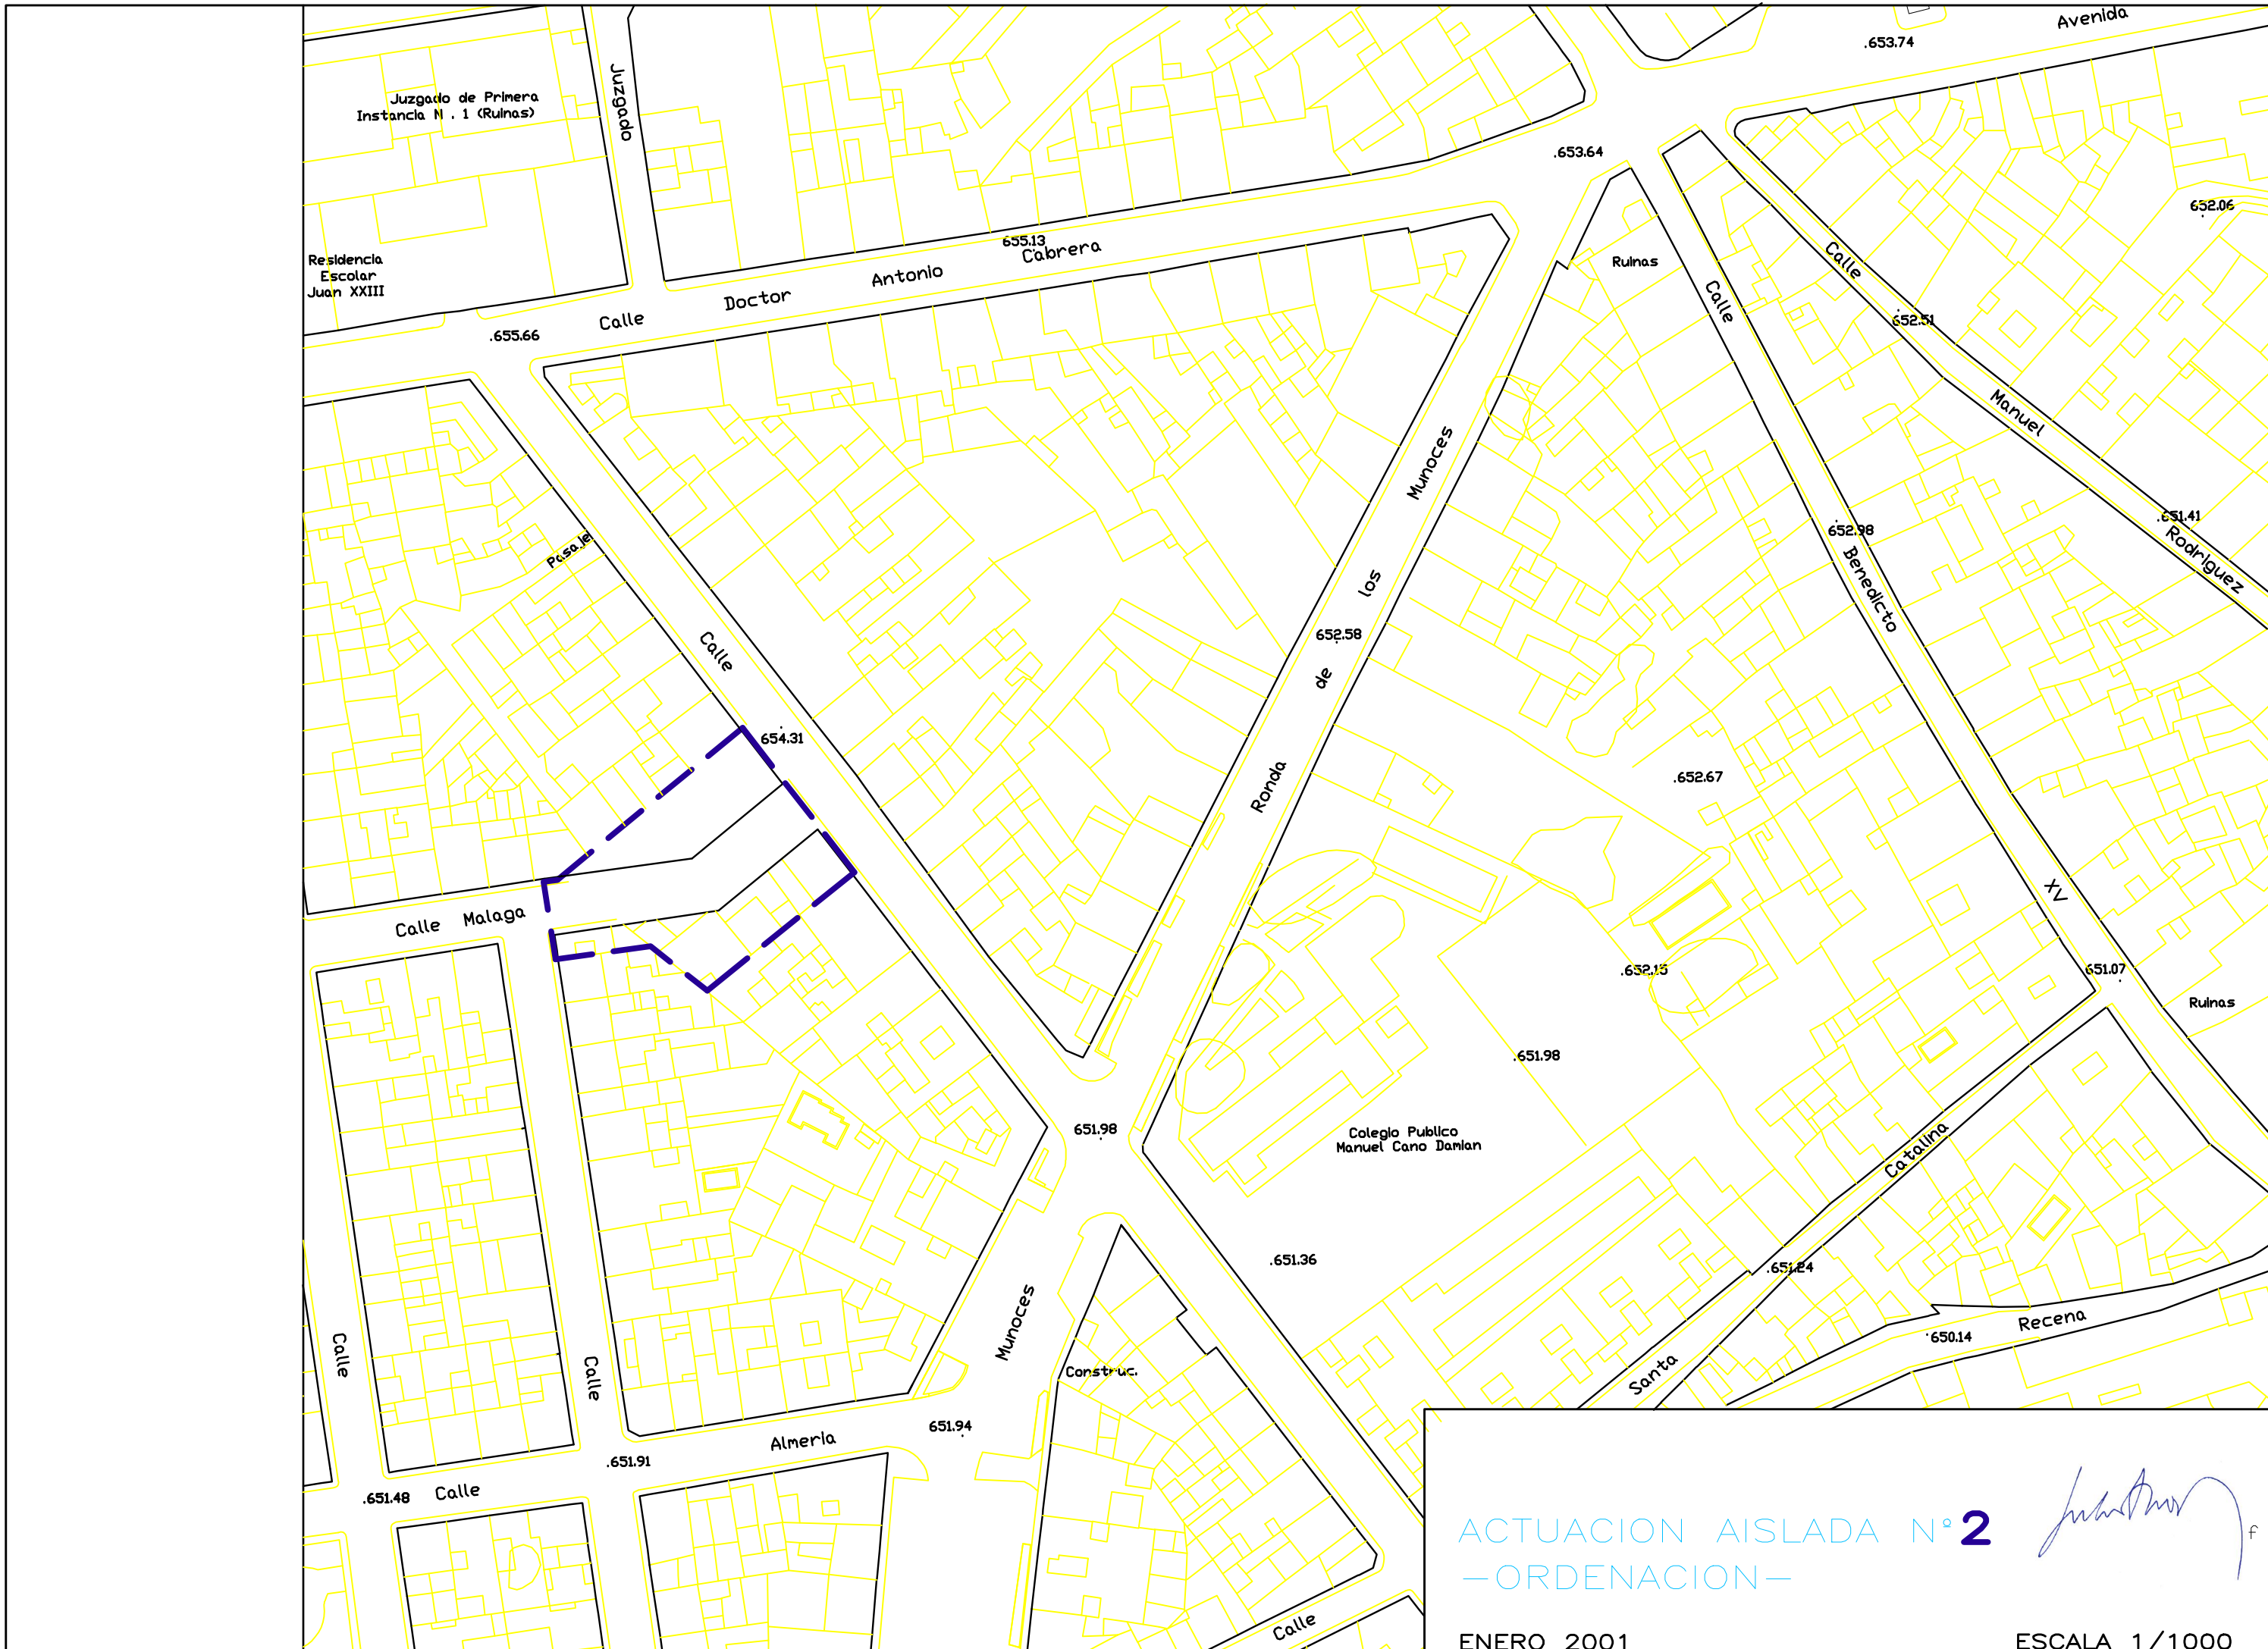 Avenida
.653.74
Juzgado de Primera
Instancia N . 1 (Ruinas)
Juzgado
.653.64
652.06
655.13
Residencia
Escolar
Juan XXIII
Calle Doctor Antonio Cabrera
.655.66
Ruinas
Calle Manuel Rodriguez
652.51
.651.41
Calle Benedicto XV
652.98
Pasaje
Calle
Ronda de los Munoces
652.58
654.31
.652.67
Calle Malaga
.652.15
651.07
Ruinas
.651.98
651.98
Colegio Publico
Manuel Cano Damian
Santa Catalina
.651.36
.651.24
Recena
.650.14
Munoces
Construc.
Calle
Calle
651.94
Calle Almeria
.651.91
.651.48
Calle
ACTUACION AISLADA Nº 2
—ORDENACION—
f
ENERO 2001
ESCALA 1/1000